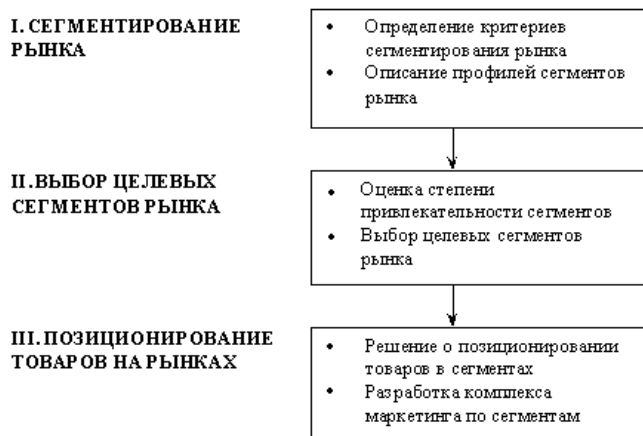 I. СЕГМЕНТИРОВАНИЕ
РЫНКА
• Определение критериев
сегментирования рынка
• Описание профилей сегментов
рынка
II. ВЫБОР ЦЕЛЕВЫХ
СЕГМЕНТОВ РЫНКА
• Оценка степени
привлекательности сегментов
• Выбор целевых сегментов
рынка
III. ПОЗИЦИОНИРОВАНИЕ
ТОВАРОВ НА РЫНКАХ
• Решение о позиционировании
товаров в сегментах
• Разработка комплекса
маркетинга по сегментам